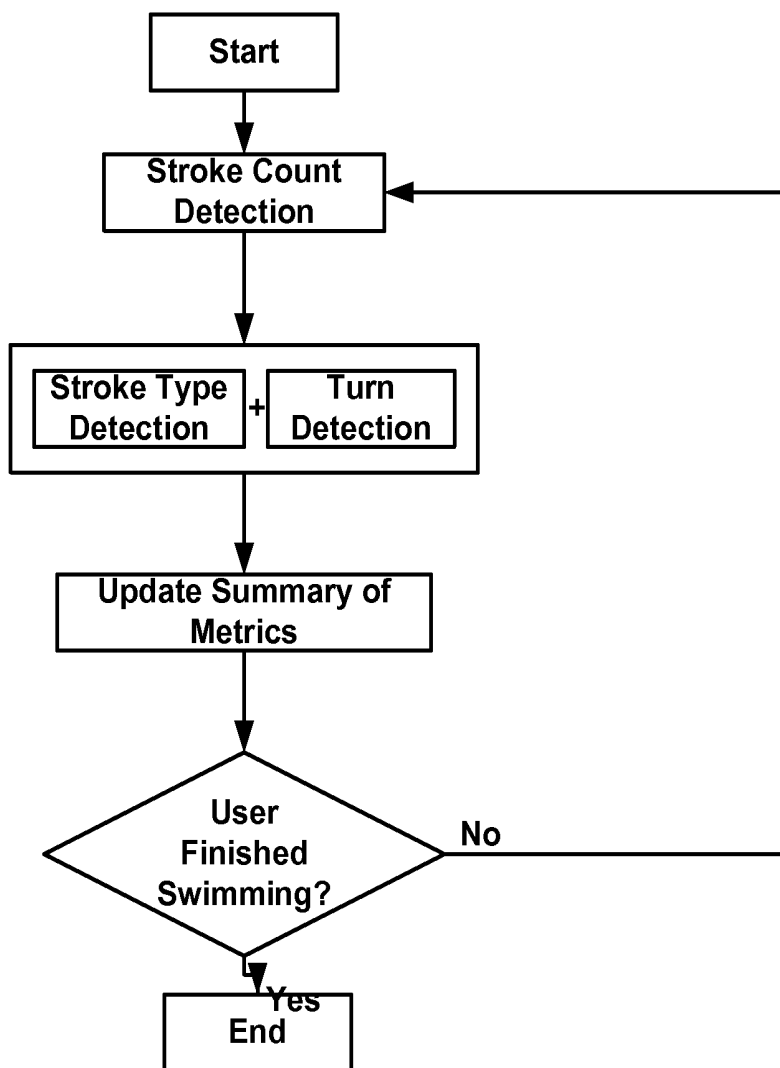 Start
Stroke Count
Detection
Stroke Type
Detection
+
Turn
Detection
Update Summary of
Metrics
User
Finished
Swimming?
No
Yes
End